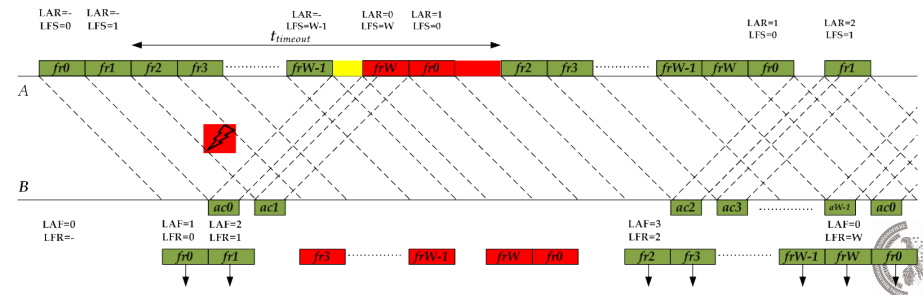 LAR=- LAR=- LAR=- LAR=0 LAR=1 LAR=1 LAR=2
LFS=0 LFS=1 LFS=W-1 LFS=W LFS=0 LFS=0 LFS=1
t timeout
fr0 fr1 fr2 fr3 frW-1 frW fr0 fr2 fr3 frW-1 frW fr0 fr1
A
B
ac0 ac1 ac2 ac3 aW-1 ac0
LAF=0 LAF=1 LAF=2 LAF=3 LAF=0
LFR=- LFR=0 LFR=1 LFR=2 LFR=W
fr0 fr1 fr3 frW-1 frW fr0 fr2 fr3 frW-1 frW fr0